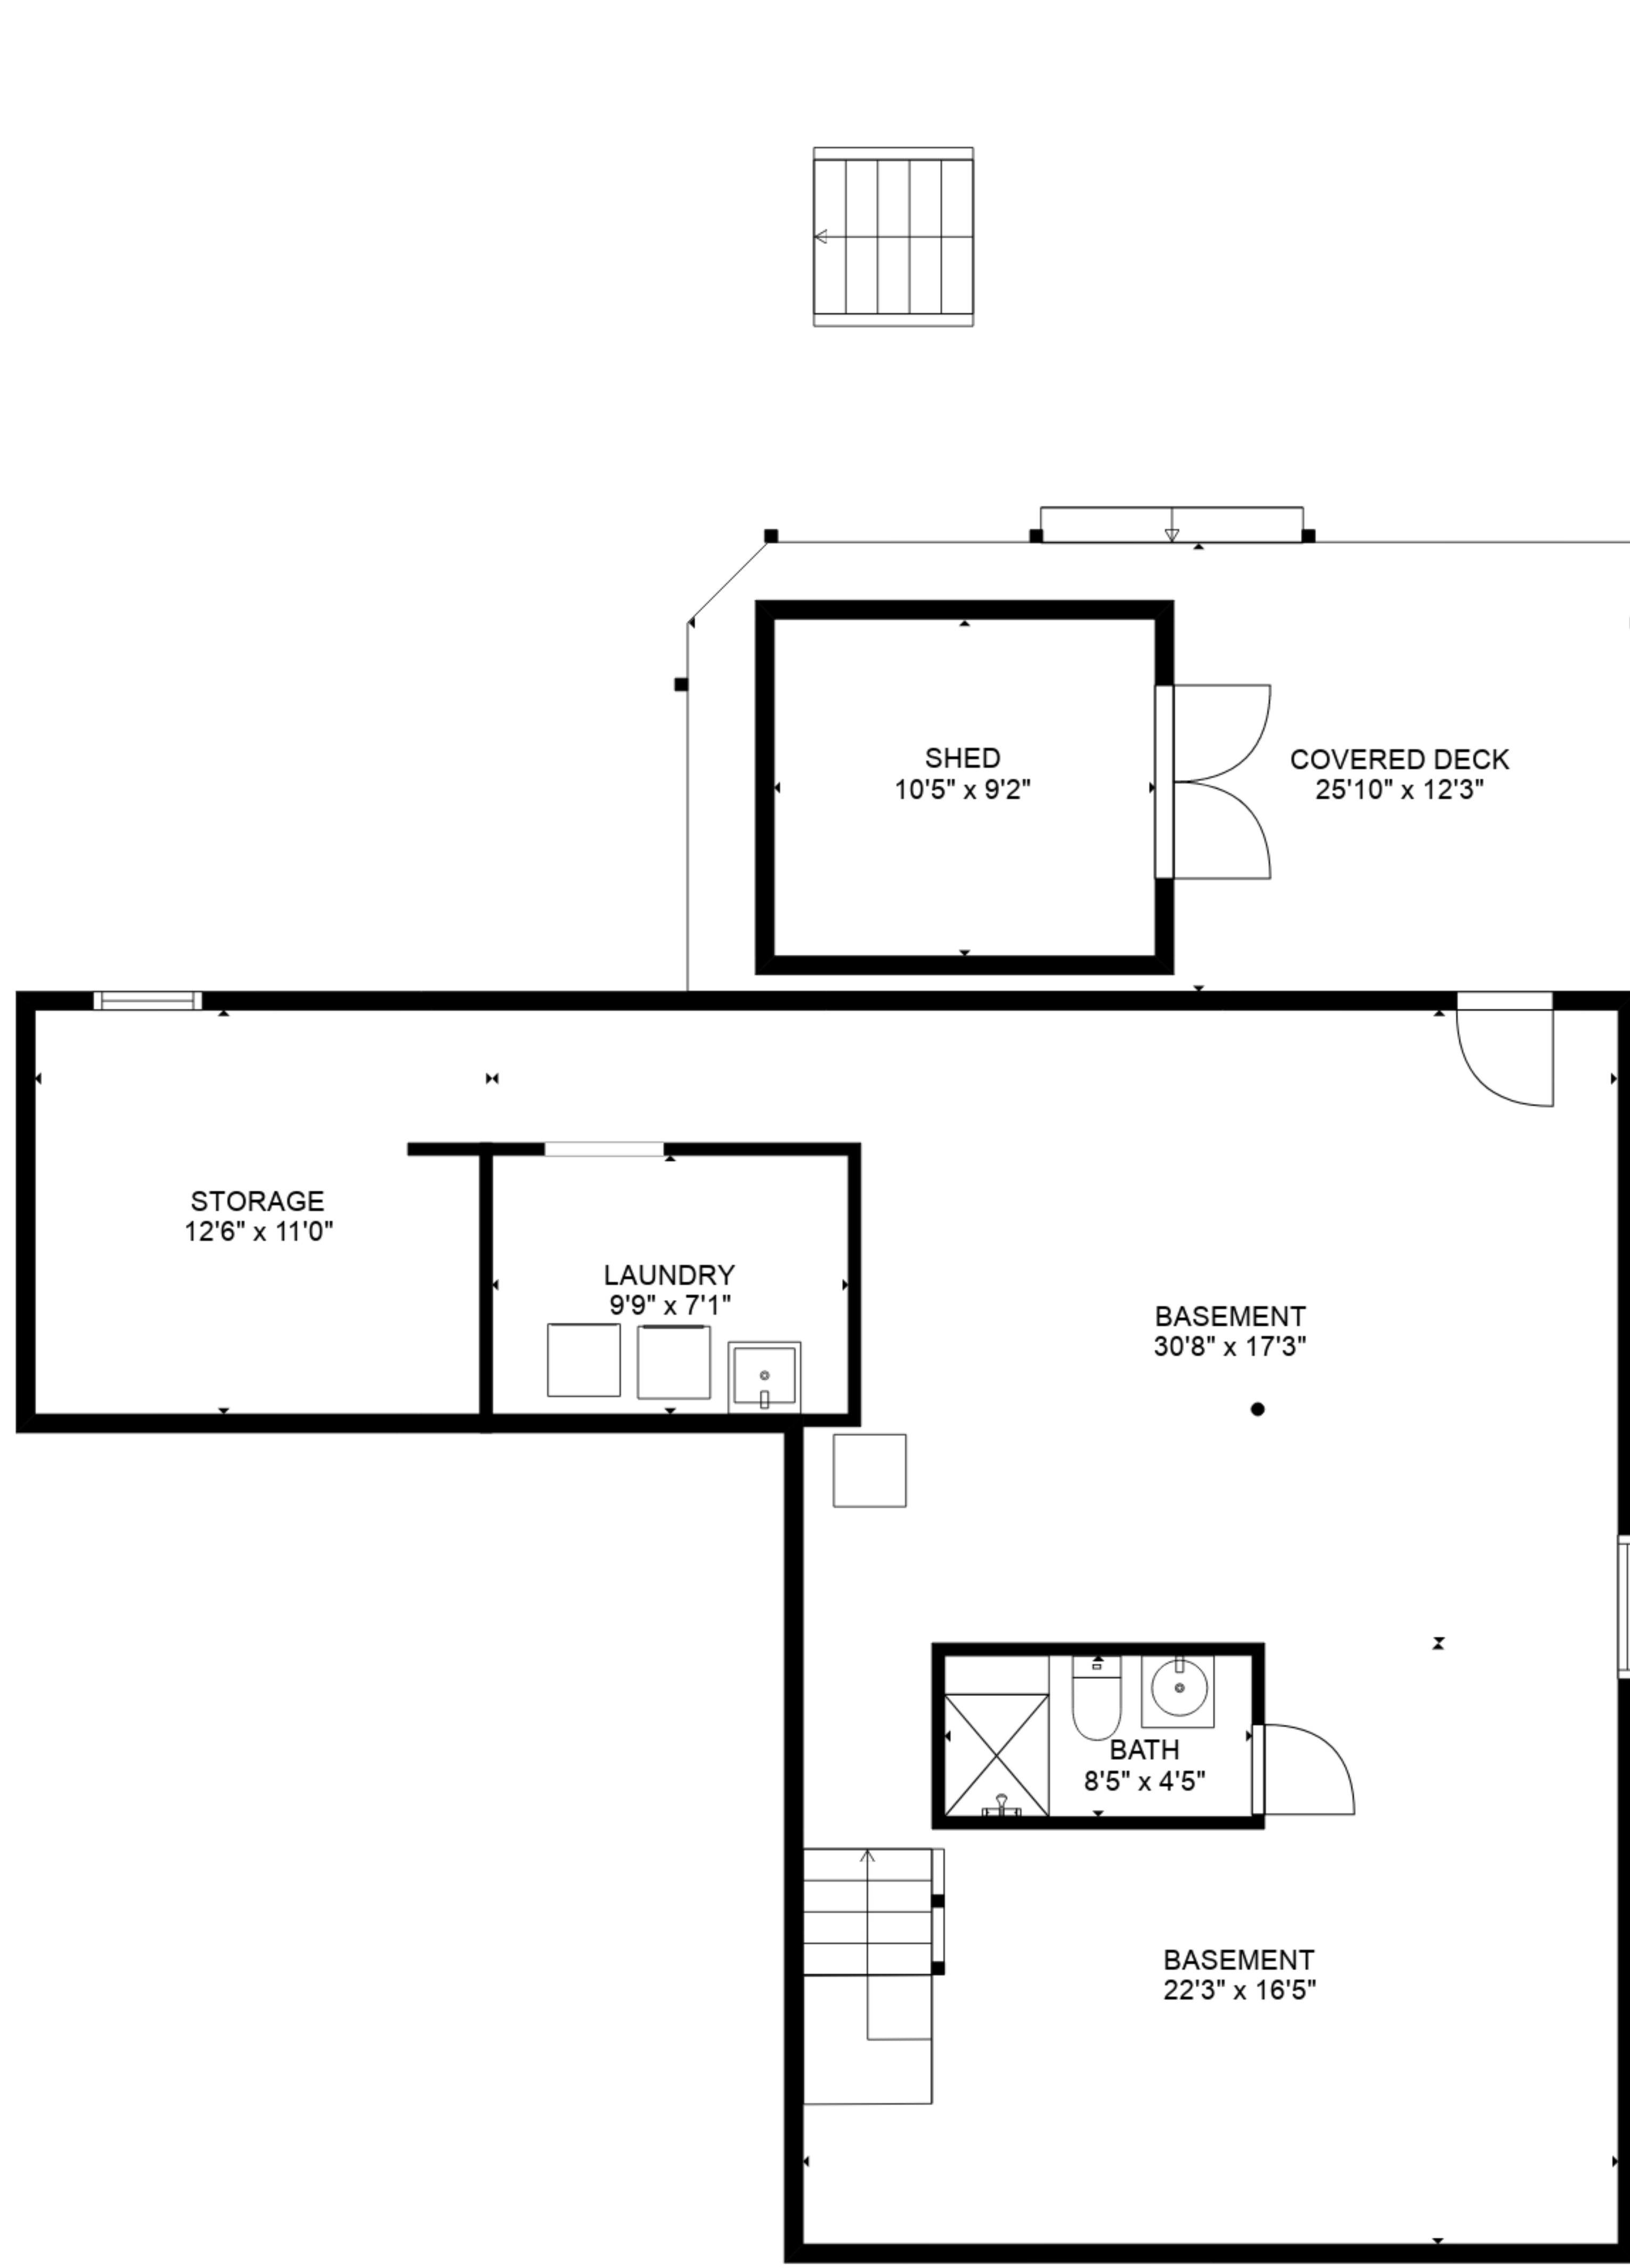 SHED
10'5" x 9'2"
COVERED DECK
25'10" x 12'3"
STORAGE
12'6" x 11'0"
LAUNDRY
9'9" x 7'1"
BASEMENT
30'8" x 17'3"
BATH
8'5" x 4'5"
BASEMENT
22'3" x 16'5"